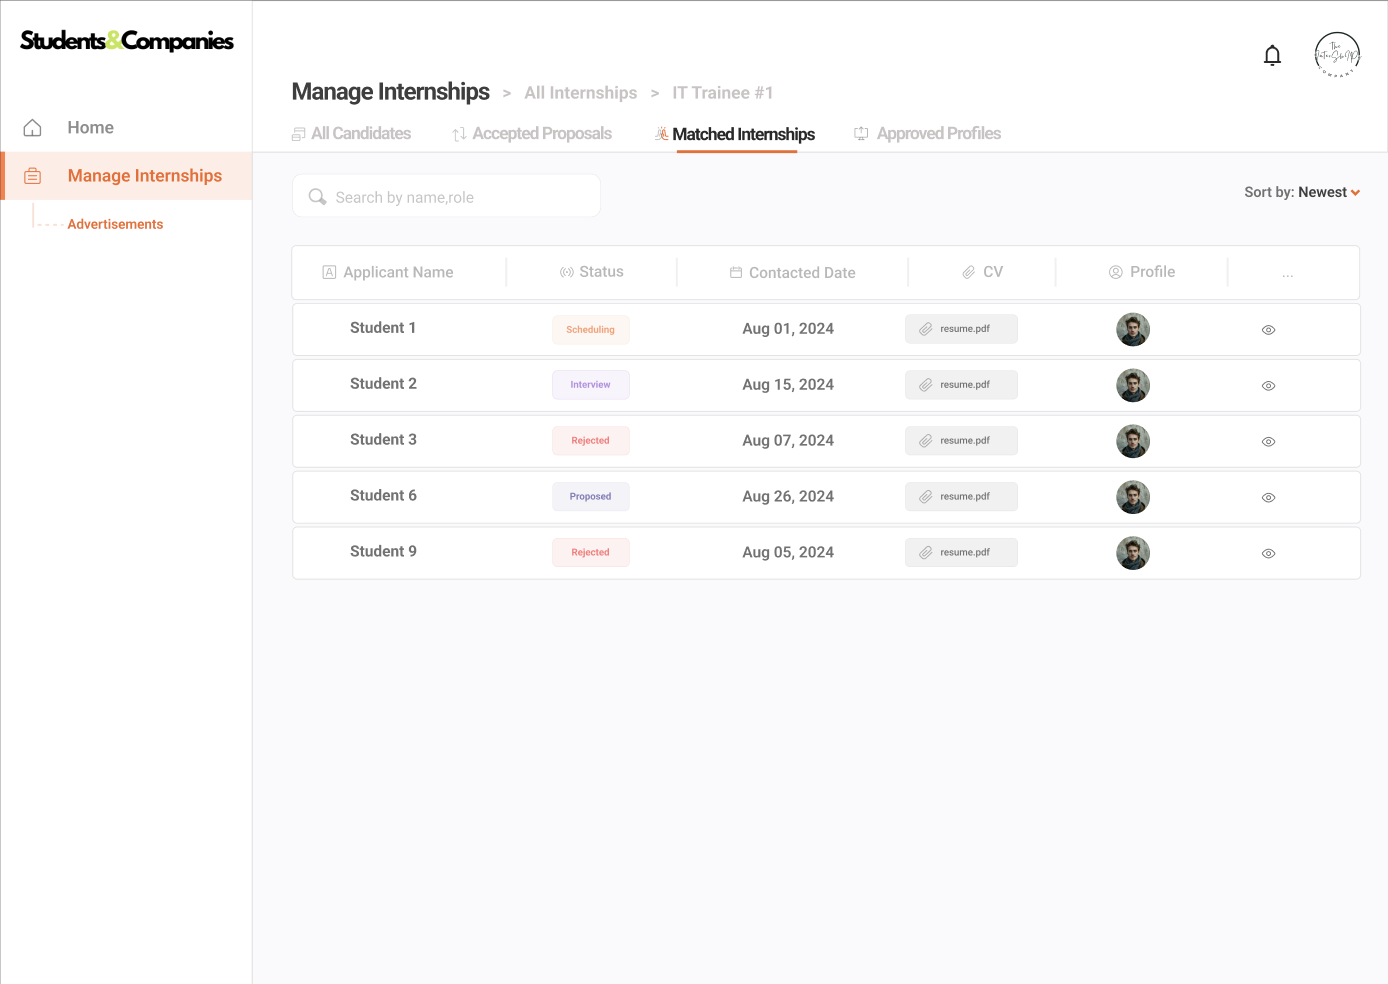 Students&Companies
Home
Manage Internships
Advertisements
Manage Internships > All Internships > IT Trainee #1
All Candidates Accepted Proposals Matched Internships Approved Profiles
Search by name,role
Sort by: Newest
A Applicant Name Status Contacted Date CV Profile ...
Student 1 Scheduling Aug 01, 2024 resume.pdf
Student 2 Interview Aug 15, 2024 resume.pdf
Student 3 Rejected Aug 07, 2024 resume.pdf
Student 6 Proposed Aug 26, 2024 resume.pdf
Student 9 Rejected Aug 05, 2024 resume.pdf
The
COMPANY